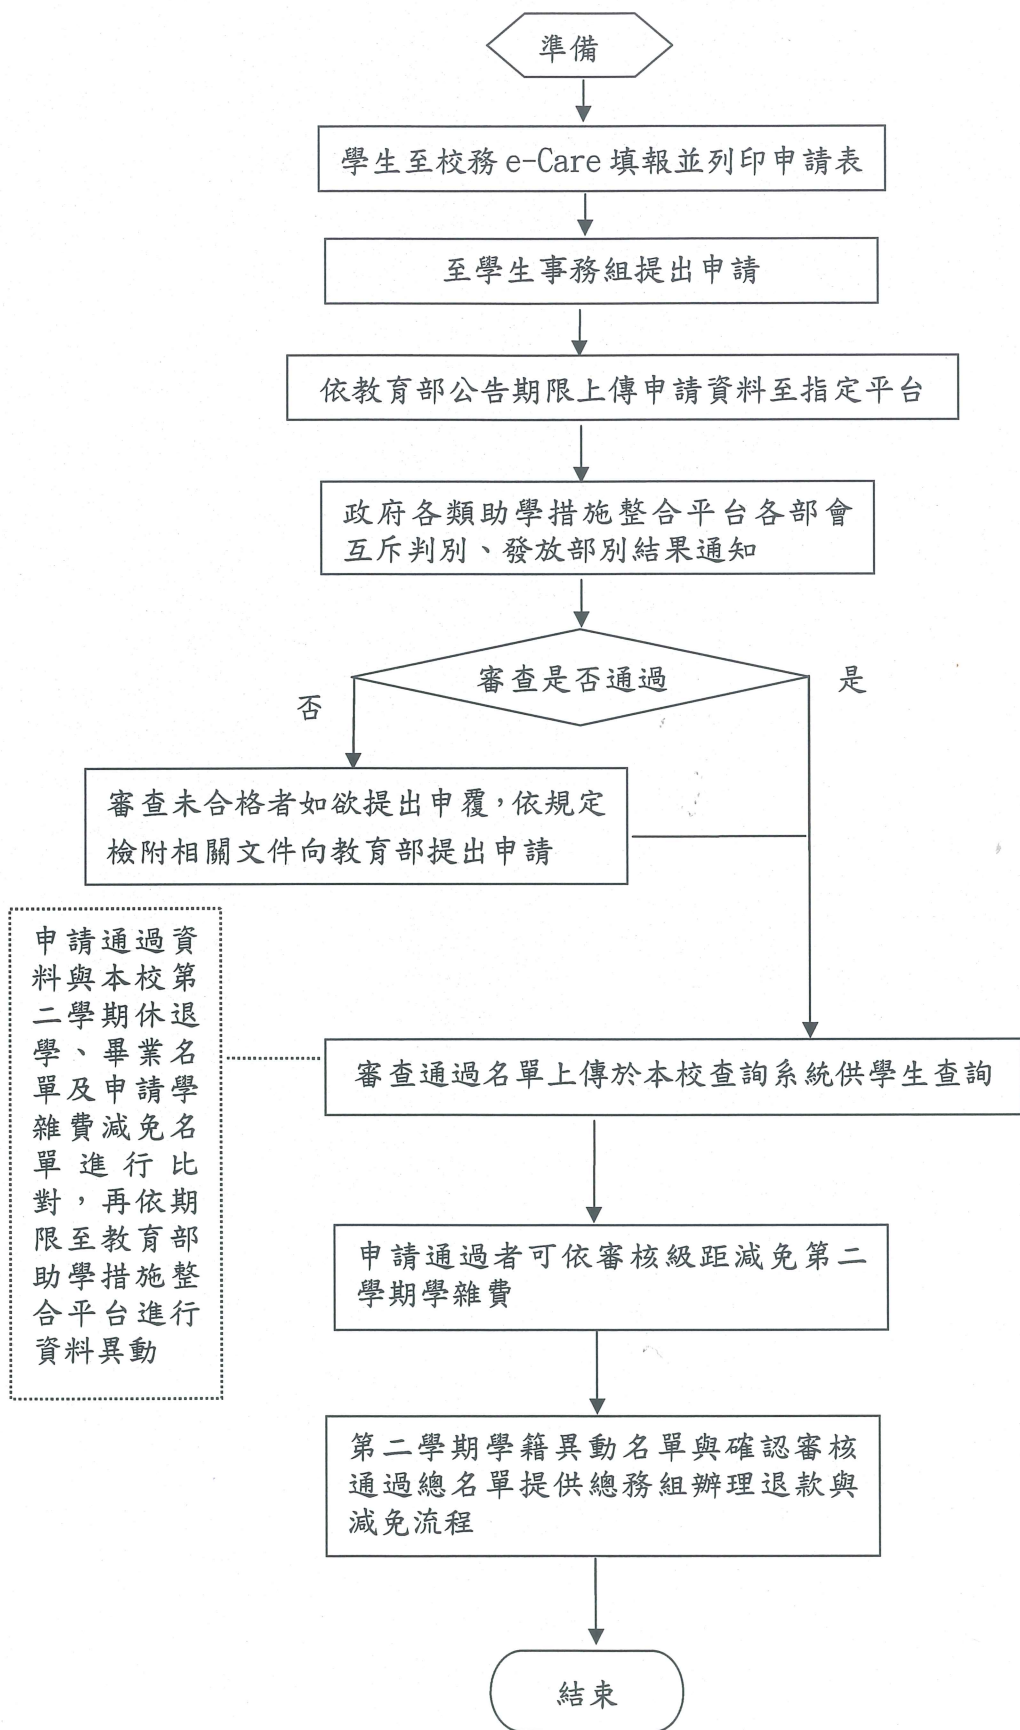 準備
學生至校務 e-Care 填報並列印申請表
至學生事務組提出申請
依教育部公告期限上傳申請資料至指定平台
政府各類助學措施整合平台各部會
互斥判別、發放部別結果通知
審查是否通過
是
否
審查未合格者如欲提出申覆，依規定
檢附相關文件向教育部提出申請
申請通過資
料與本校第
二學期休退
學、畢業名
單及申請學
雜費減免名
單進行比
對，再依期
限至教育部
助學措施整
合平台進行
資料異動
審查通過名單上傳於本校查詢系統供學生查詢
申請通過者可依審核級距減免第二
學期學雜費
第二學期學籍異動名單與確認審核
通過總名單提供總務組辦理退款與
減免流程
結束